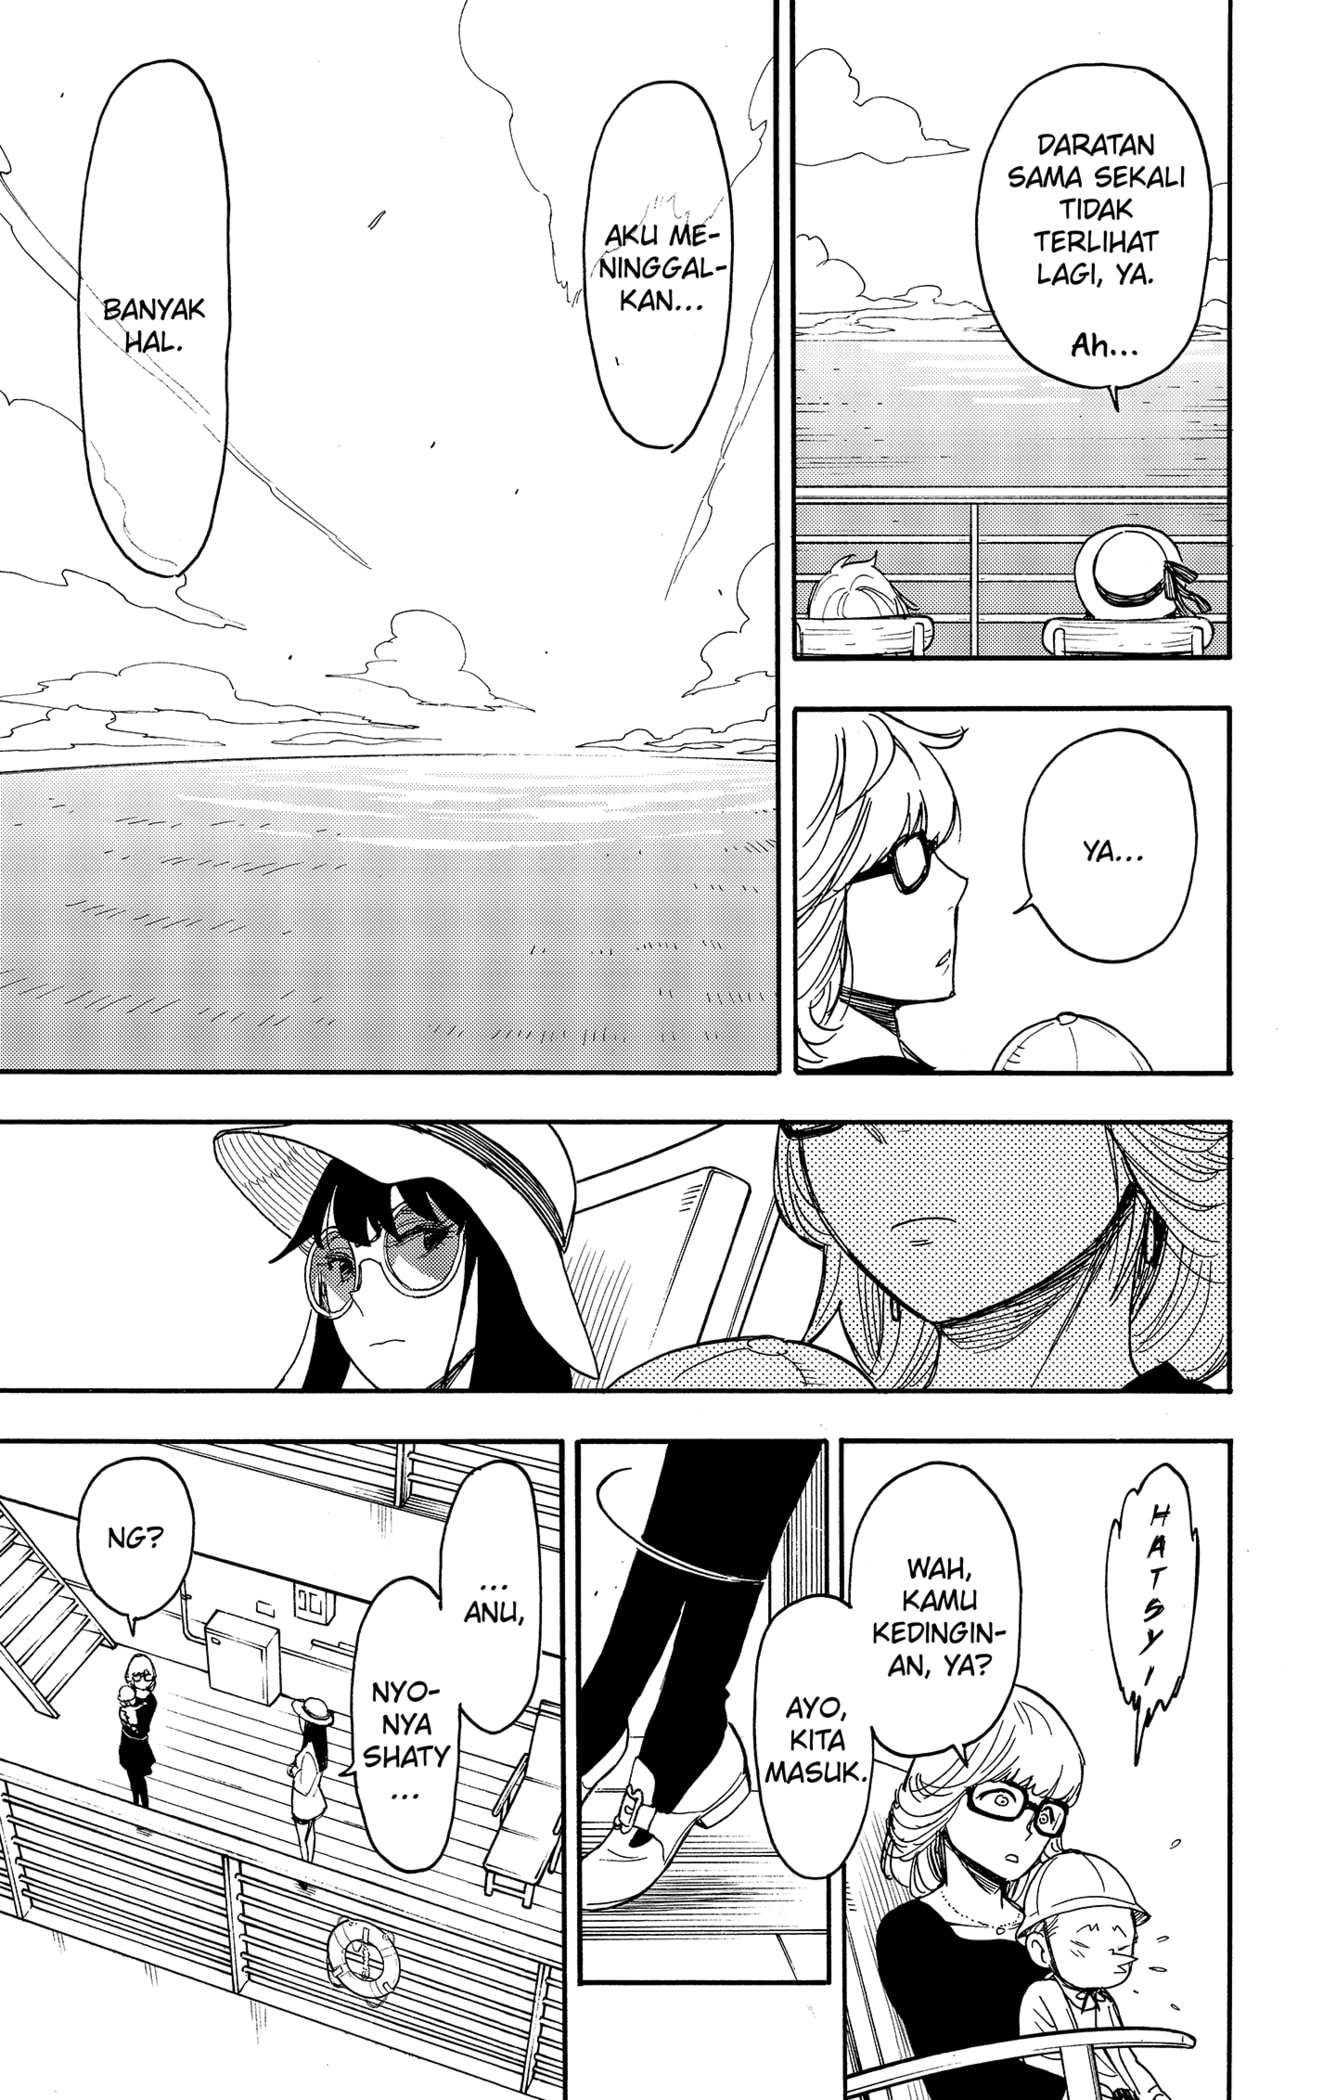 DARATAN
SAMA SEKALI
TIDAK
TERLIHAT
LAGI, YA.
Ah...
YA...
AKU ME-
NINGGAL-
KAN...
BANYAK
HAL.
HATSYI
WAH,
KAMU
KEDINGIN-
AN, YA?
AYO,
KITA
MASUK.
...
ANU,
NYO-
NYA
SHATY
...
NG?